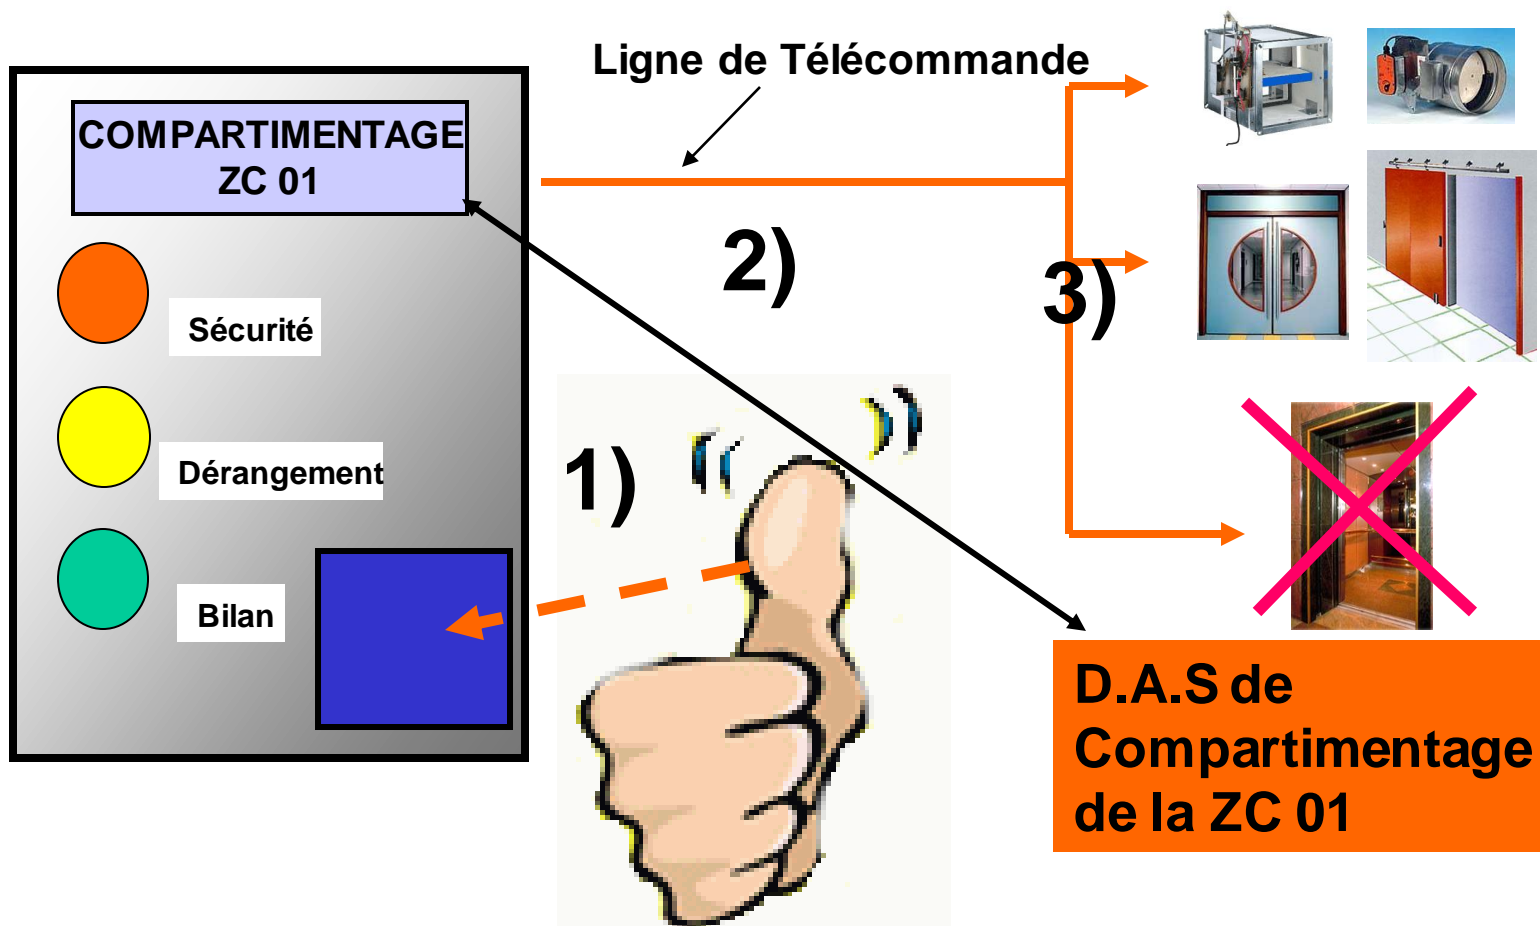 Ligne de Télécommande
COMPARTIMENTAGE
ZC 01
2)
3)
Sécurité
1)
Dérangement
Bilan
D.A.S de
Compartimentage
de la ZC 01